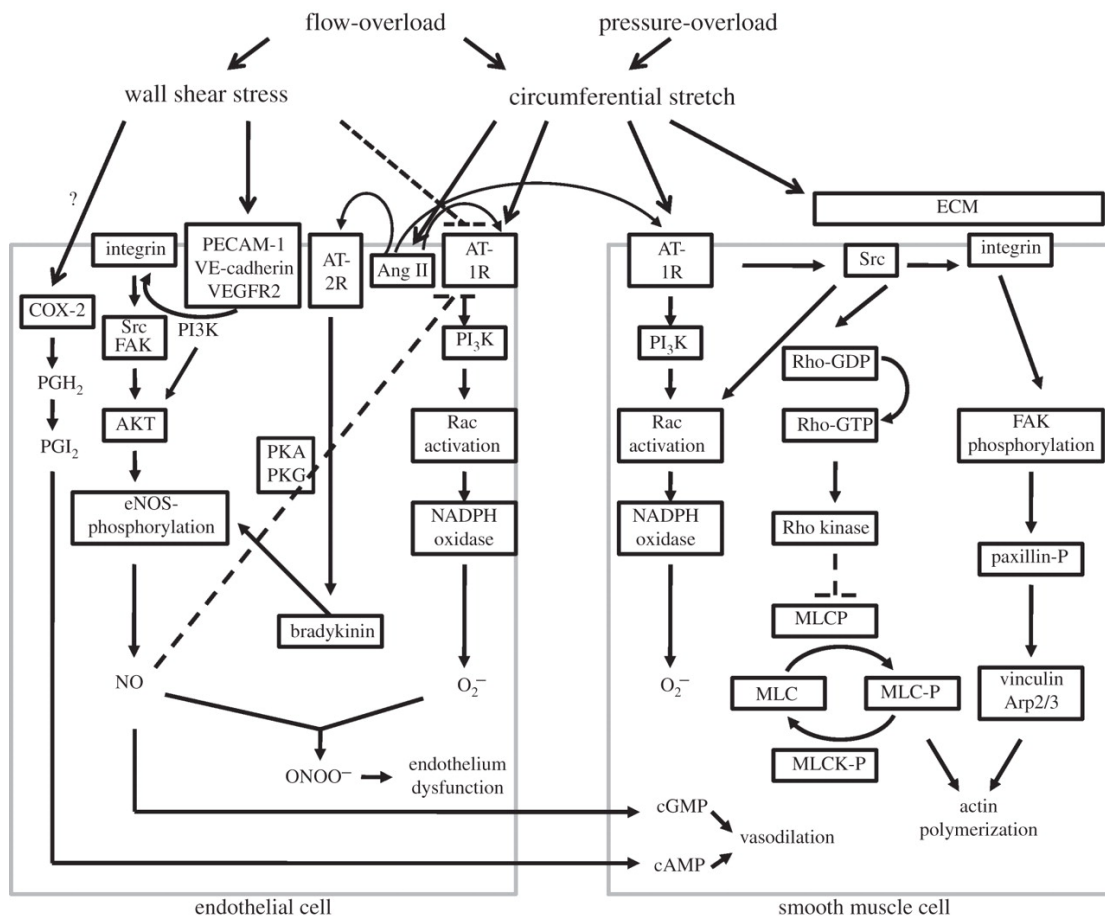 flow-overload
pressure-overload
wall shear stress
circumferential stretch
?
ECM
integrin
PECAM-1
VE-cadherin
VEGFR2
AT-
2R
Ang II
AT-
1R
AT-
1R
Src
integrin
COX-2
Src
FAK
PI3K
PI₃K
PI₃K
Rho-GDP
PGH₂
AKT
Rac
activation
Rac
activation
Rho-GTP
FAK
phosphorylation
PGI₂
PKA
PKG
eNOS-
phosphorylation
NADPH
oxidase
NADPH
oxidase
Rho kinase
paxillin-P
bradykinin
MLCP
NO
O₂⁻
O₂⁻
MLC
MLC-P
vinculin
Arp2/3
MLCK-P
ONOO⁻
endothelium
dysfunction
cGMP
vasodilation
cAMP
actin
polymerization
endothelial cell
smooth muscle cell